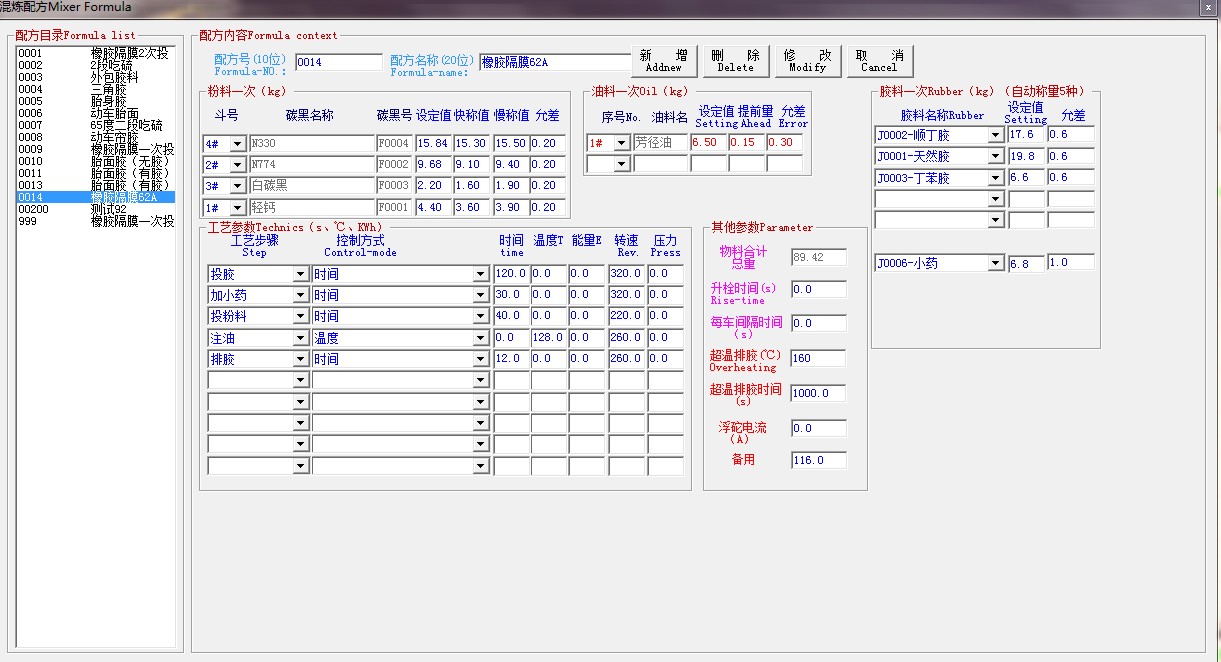 混炼配方Mixer Formula
x
配方目录Formula list
0001 橡胶隔膜2次投
0002 2段吃硫
0003 外包胶料
0004 三角胶
0005 胎身胶
0006 动车胎面
0007 65度二段吃硫
0008 动车帘胶
0009 橡胶隔膜一次投
0010 胎面胶（无胶）
0011 胎面胶（有胶）
0013 胎面胶（有胶）
0014 橡胶隔膜62A
00200 测试92
999 橡胶隔膜一次投
配方内容Formula context
配方号(10位) 0014 配方名称(20位) 橡胶隔膜62A
Formula-NO.： Formula-name：
新 增 删 除 修 改 取 消
Addnew Delete Modify Cancel
粉料一次（kg）
斗号 碳黑名称 碳黑号 设定值 快称值 慢称值 允差
4# N330 F0004 15.84 15.30 15.50 0.20
2# N774 F0002 9.68 9.10 9.40 0.20
3# 白碳黑 F0003 2.20 1.60 1.90 0.20
1# 轻钙 F0001 4.40 3.60 3.90 0.20
油料一次Oil（kg）
序号No. 油料名 设定值 提前量 允差
Setting Ahead Error
1# 芳径油 6.50 0.15 0.30
胶料一次Rubber（kg）（自动称量5种）
胶料名称Rubber 设定值 允差
Setting
J0002-顺丁胶 17.6 0.6
J0001-天然胶 19.8 0.6
J0003-丁苯胶 6.6 0.6
J0006-小药 6.8 1.0
工艺参数Technics（s、℃、KWh）
工艺步骤 控制方式 时间 温度T 能量E 转速 压力
Step Control-mode time Rev. Press
投胶 时间 120.0 0.0 0.0 320.0 0.0
加小药 时间 30.0 0.0 0.0 320.0 0.0
投粉料 时间 40.0 0.0 0.0 220.0 0.0
注油 温度 0.0 128.0 0.0 260.0 0.0
排胶 时间 12.0 0.0 0.0 260.0 0.0
其他参数Parameter
物料合计
总重 89.42
升栓时间(s) 0.0
Rise-time
每车间隔时间 0.0
(s)
超温排胶(℃) 160
Overheating
超温排胶时间 1000.0
(s)
浮砣电流 0.0
(A)
备用 116.0